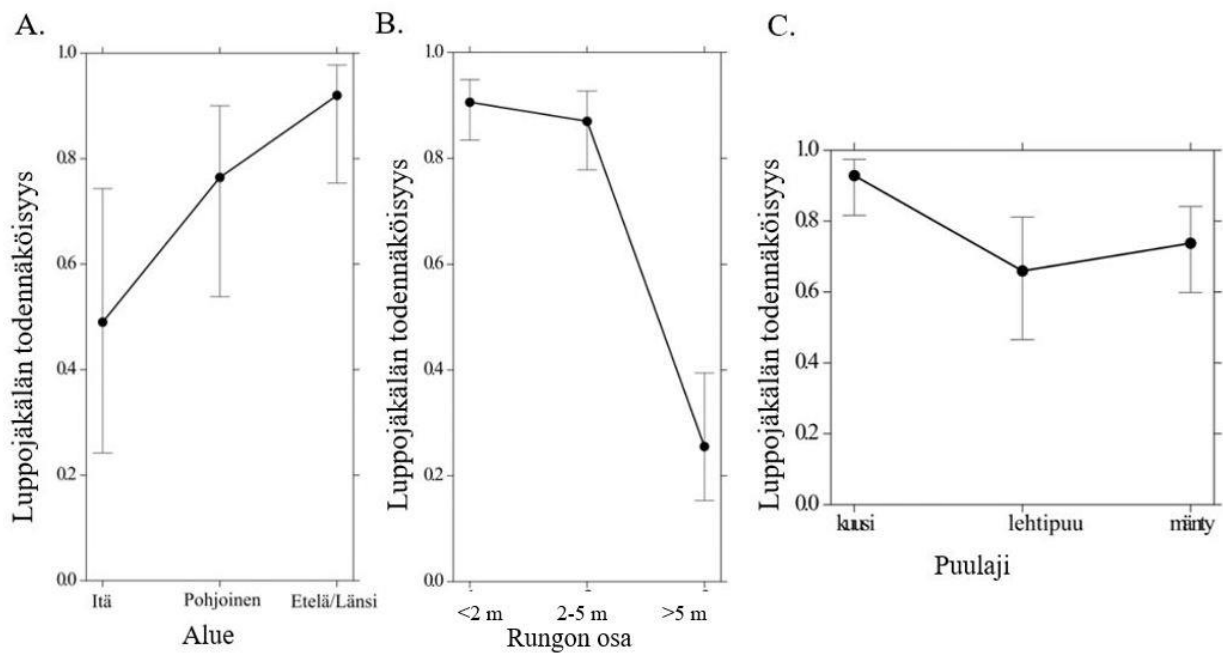 A.
Luppojäkälän todennäköisyys
1.0
0.8
0.6
0.4
0.2
0.0
Itä
Pohjoinen
Etelä/Länsi
Alue
B.
Luppojäkälän todennäköisyys
1.0
0.8
0.6
0.4
0.2
0.0
<2 m
2-5 m
>5 m
Rungon osa
C.
Luppojäkälän todennäköisyys
1.0
0.8
0.6
0.4
0.2
0.0
kuusi
lehtipuu
mänty
Puulaji